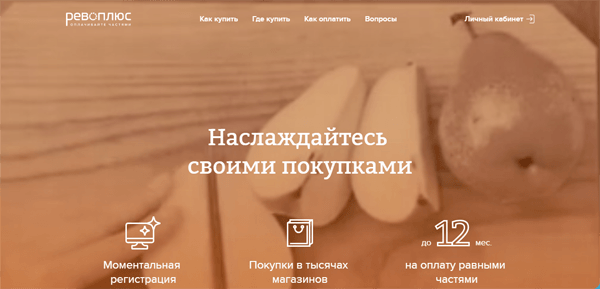 ревоплюс
оплачивайте частями
Как купить Где купить Как оплатить Вопросы Личный кабинет
Наслаждайтесь
своими покупками
до 12 мес.
Моментальная
регистрация
Покупки в тысячах
магазинов
на оплату равными
частями